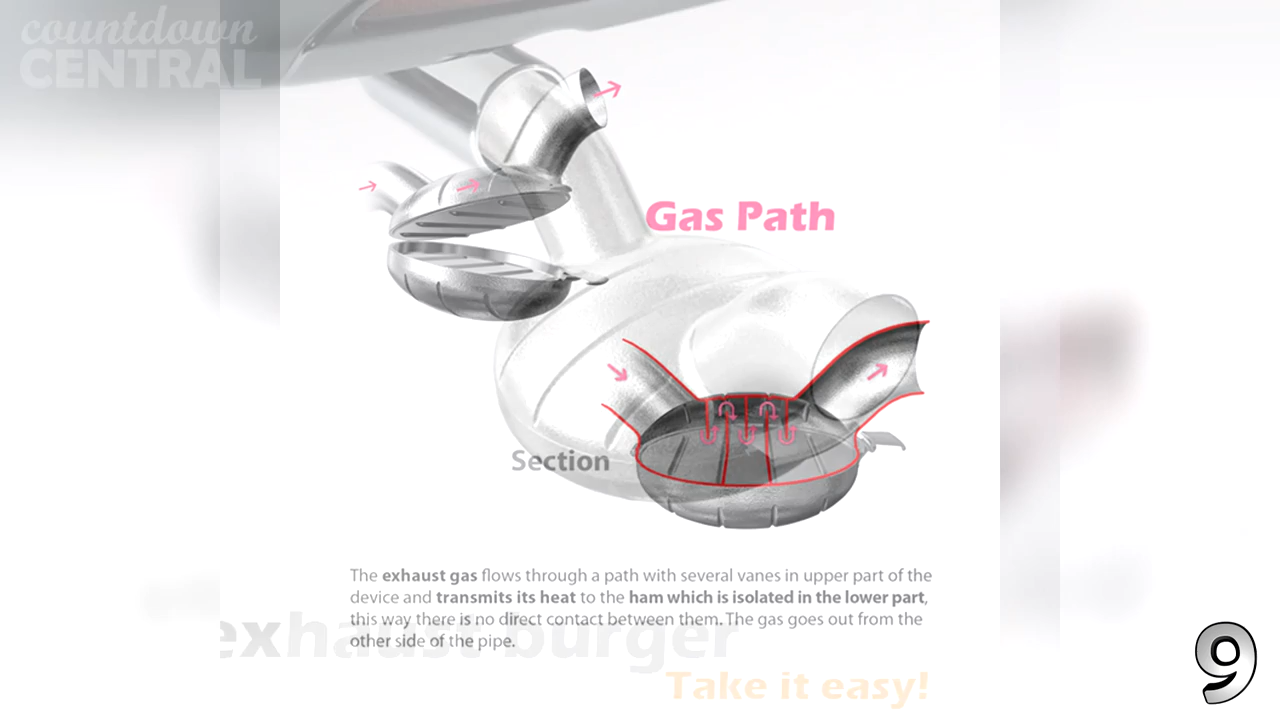 countdown
CENTRAL
Gas Path
Section
The exhaust gas flows through a path with several vanes in upper part of the
device and transmits its heat to the ham which is isolated in the lower part,
this way there is no direct contact between them. The gas goes out from the
other side of the pipe.
exhaust burger
Take it easy!
9